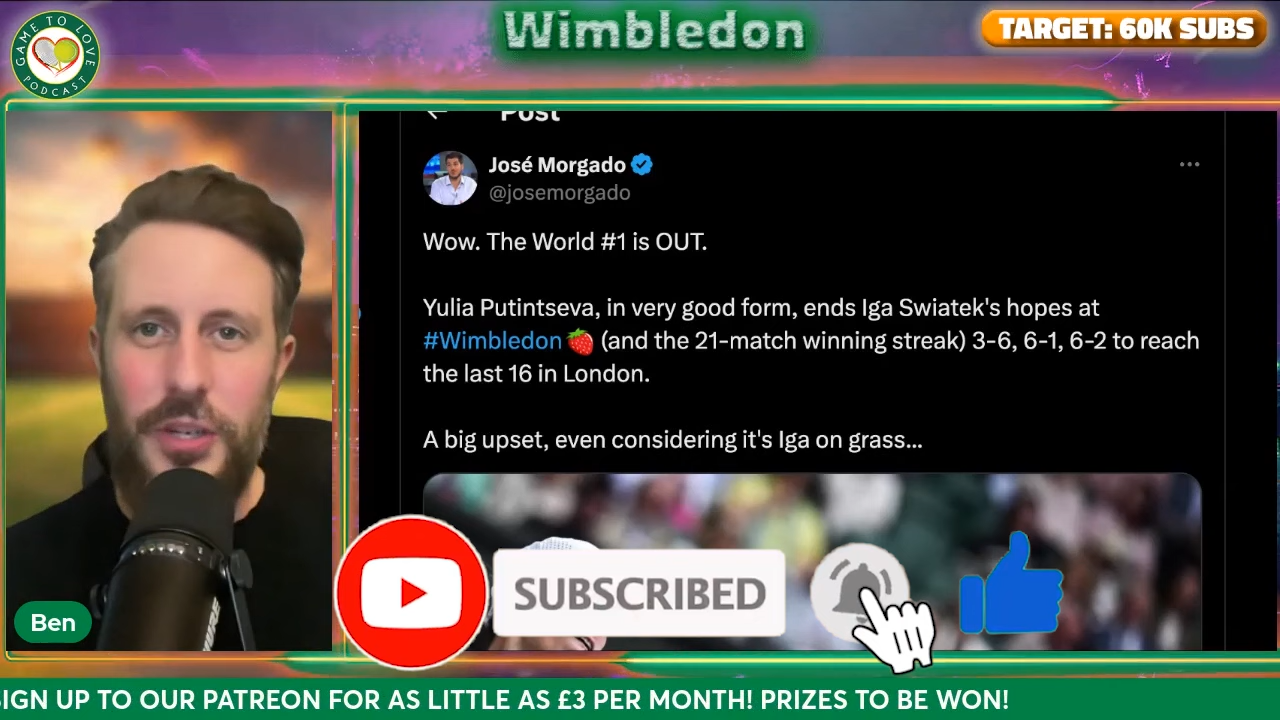 GAME TO LOVE
PODCAST
Wimbledon
TARGET: 60K SUBS
Post
José Morgado
@josemorgado
Wow. The World #1 is OUT.
Yulia Putintseva, in very good form, ends Iga Swiatek's hopes at
#Wimbledon🍓 (and the 21-match winning streak) 3-6, 6-1, 6-2 to reach
the last 16 in London.
A big upset, even considering it's Iga on grass...
SUBSCRIBED
Ben
SIGN UP TO OUR PATREON FOR AS LITTLE AS £3 PER MONTH! PRIZES TO BE WON!